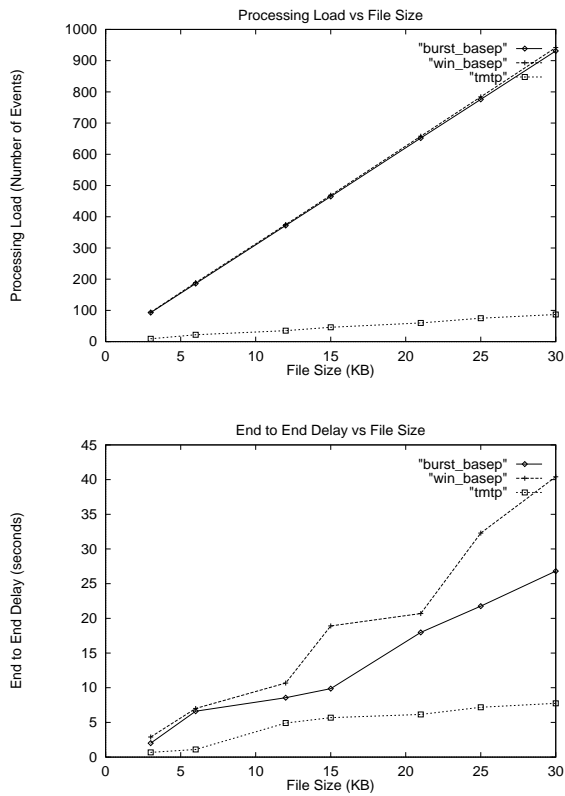 Processing Load vs File Size
1000
900
800
700
600
500
400
300
200
100
0
Processing Load (Number of Events)
"burst_basep"
"win_basep"
"tmtp"
0 5 10 15 20 25 30
File Size (KB)
End to End Delay vs File Size
45
40
35
30
25
20
15
10
5
0
End to End Delay (seconds)
"burst_basep"
"win_basep"
"tmtp"
0 5 10 15 20 25 30
File Size (KB)